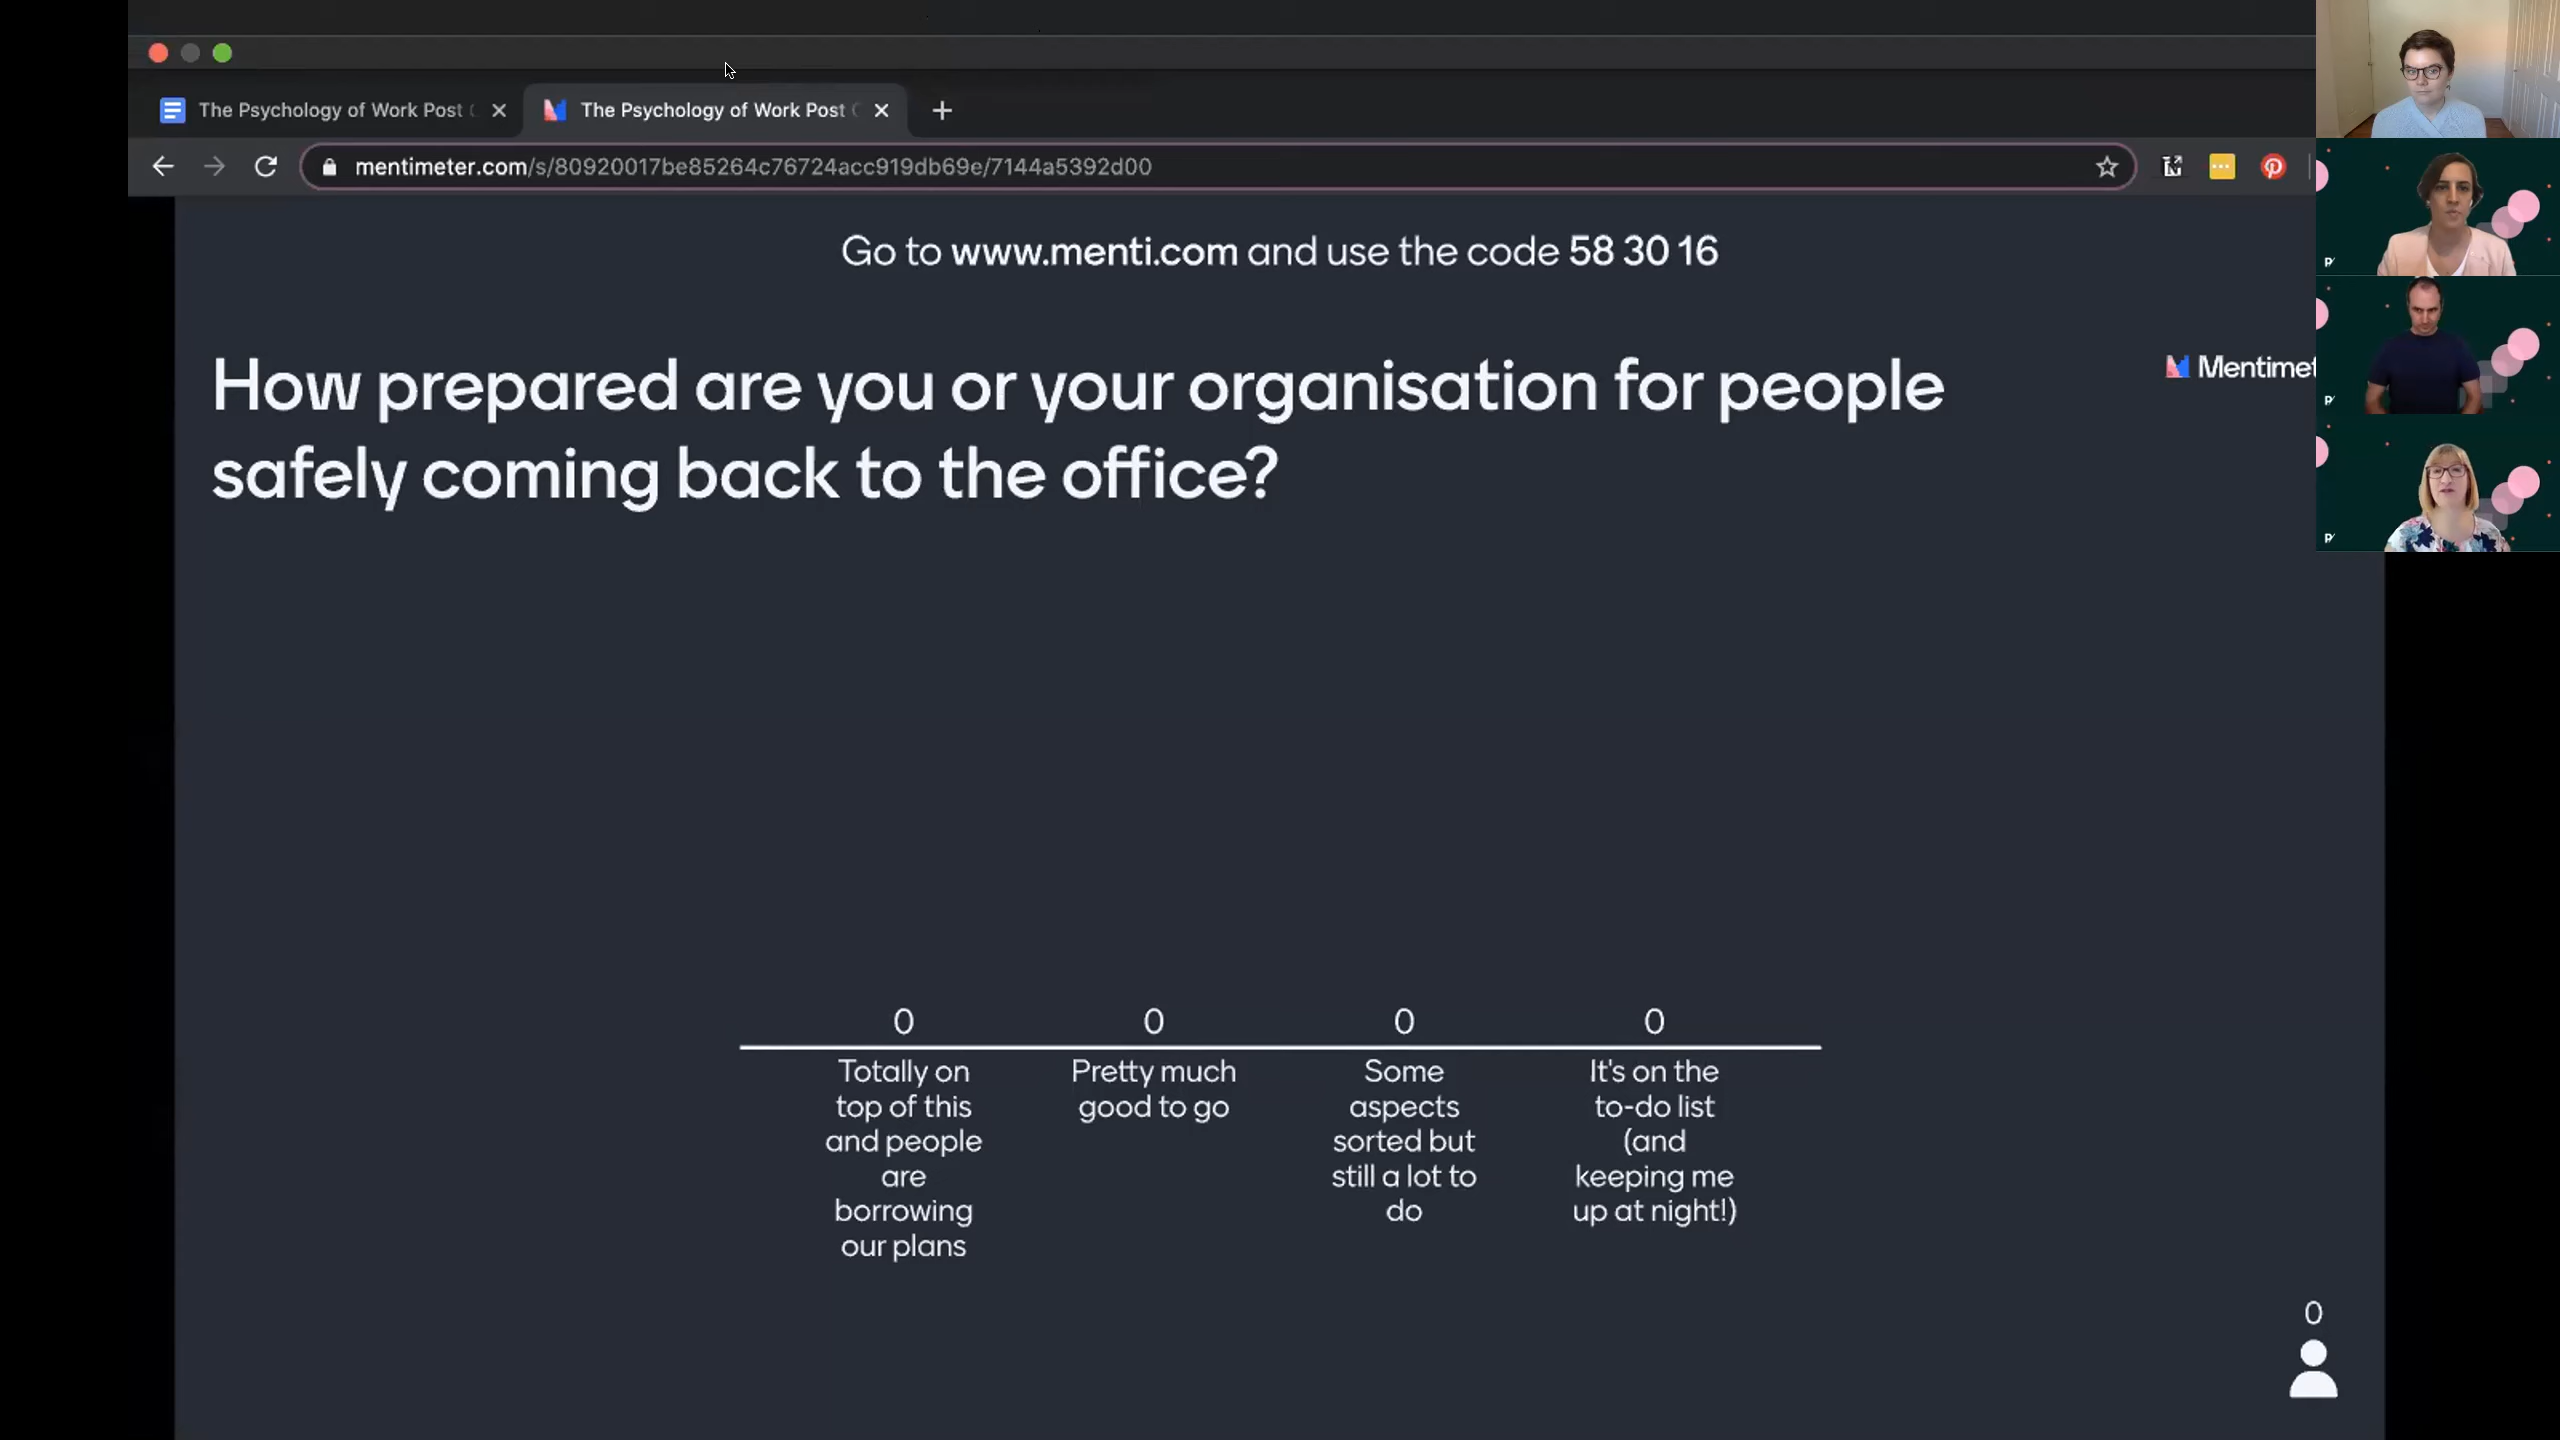 The Psychology of Work Post
The Psychology of Work Post
mentimeter.com/s/80920017be85264c76724acc919db69e/7144a5392d00
Go to www.menti.com and use the code 58 30 16
How prepared are you or your organisation for people
safely coming back to the office?
Mentimet
0
0
0
0
Totally on
top of this
and people
are
borrowing
our plans
Pretty much
good to go
Some
aspects
sorted but
still a lot to
do
It's on the
to-do list
(and
keeping me
up at night!)
0